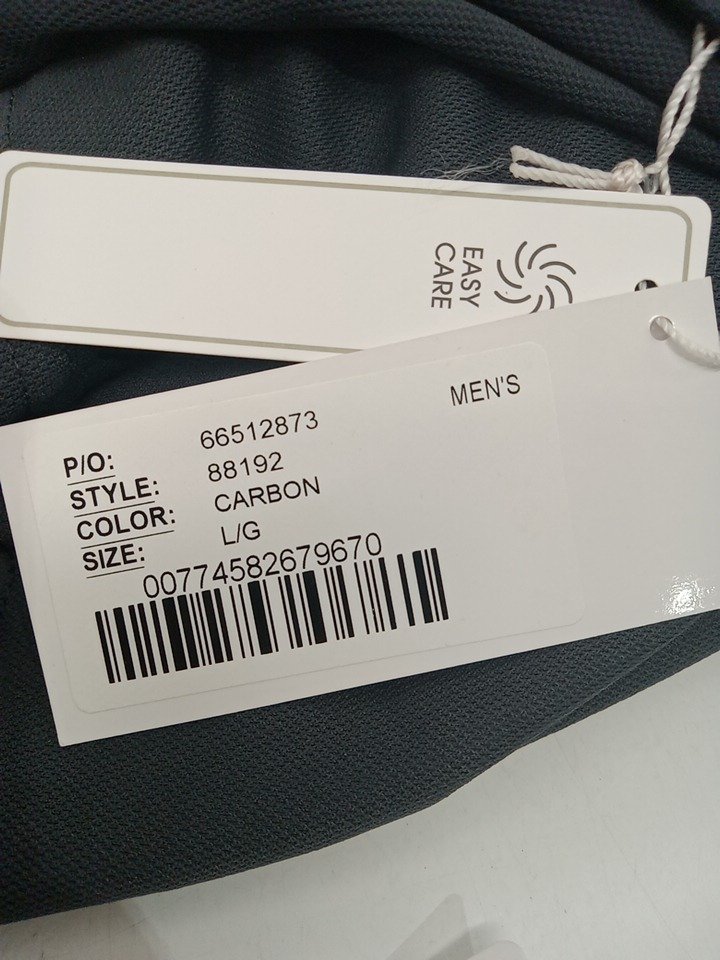 EASY
CARE
MEN'S
P/O: 66512873
STYLE: 88192
COLOR: CARBON
SIZE: L/G
00774582679670